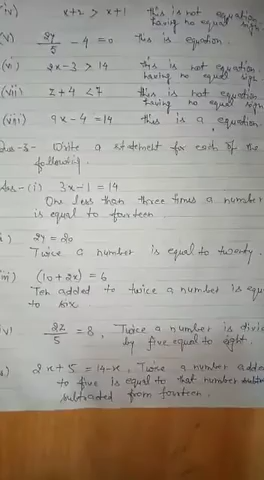 iv) x+2 > x+1 this is not equation
having no equal sign.
(v) 2y/5 - 4 = 0 this is equation.
(vi) 2x-3 > 14 this is not equation
having no equal sign.
(vii) z + 4 < 7 this is not equation
having no equal sign
(viii) 9x - 4 = 14 this is a equation
Que-3- Write a statement for each of the
following.
Ans-(i) 3x-1 = 14
One less than three times a number
is equal to fourteen.
) 2y = 20
Twice a number is equal to twenty.
iii) (10+2x) = 6
Ten added to twice a number is equ
to six
iv) 2z/5 = 8, Twice a number is divid
by five equal to eight.
) 2x + 5 = 14-x, Twice a number added
to five is equal to that number
subtracted from fourteen.